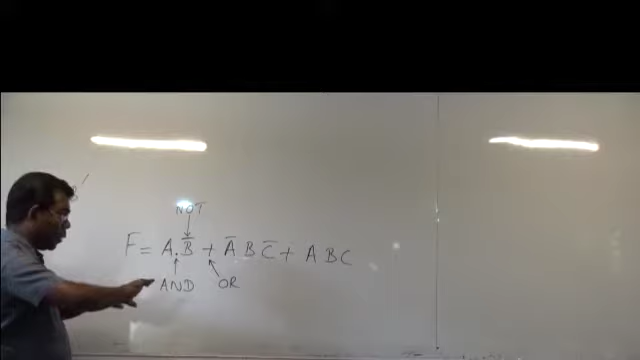 NOT
F = A . B̅ + A̅ B C̅ + A B C
AND OR